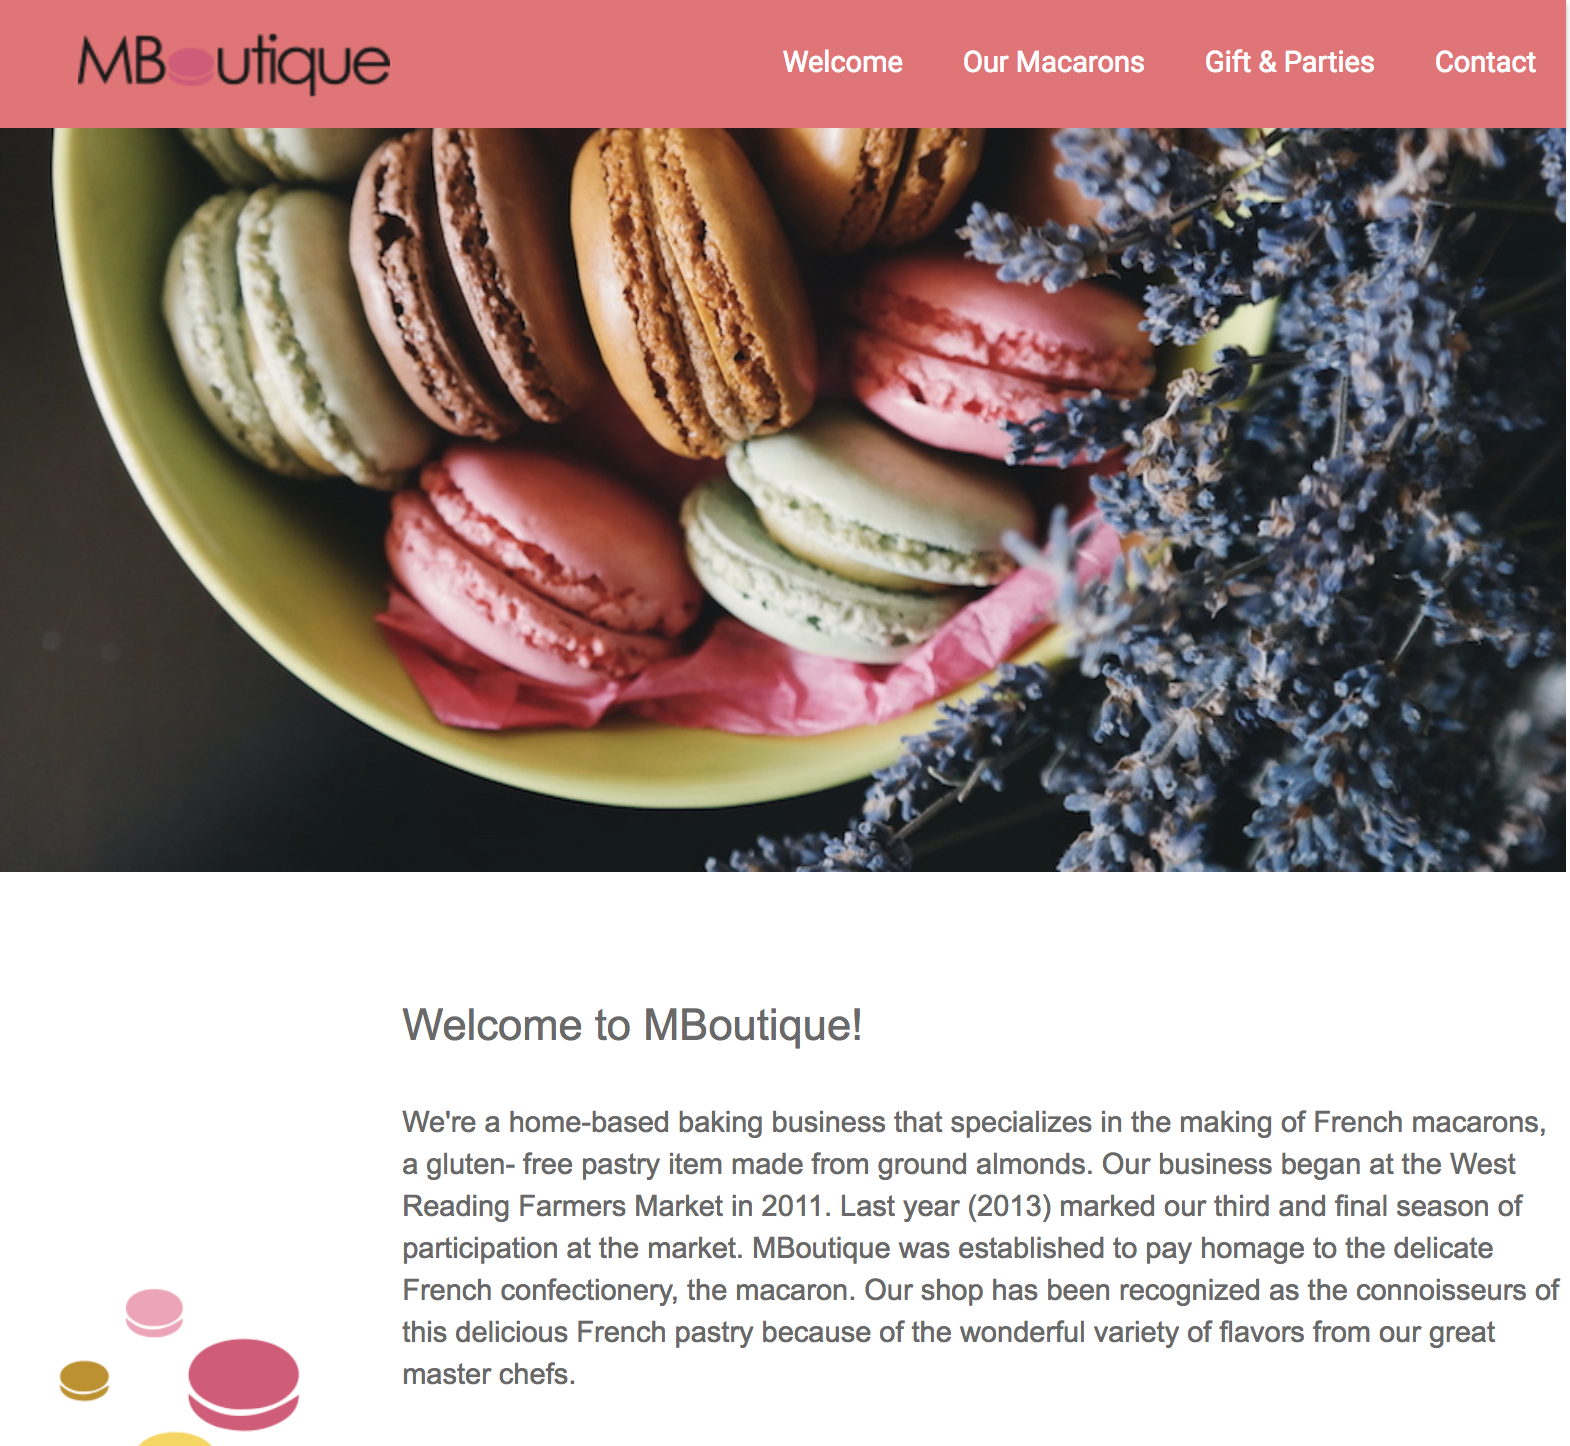 MBoutique
Welcome Our Macarons Gift & Parties Contact
Welcome to MBoutique!
We're a home-based baking business that specializes in the making of French macarons,
a gluten- free pastry item made from ground almonds. Our business began at the West
Reading Farmers Market in 2011. Last year (2013) marked our third and final season of
participation at the market. MBoutique was established to pay homage to the delicate
French confectionery, the macaron. Our shop has been recognized as the connoisseurs of
this delicious French pastry because of the wonderful variety of flavors from our great
master chefs.